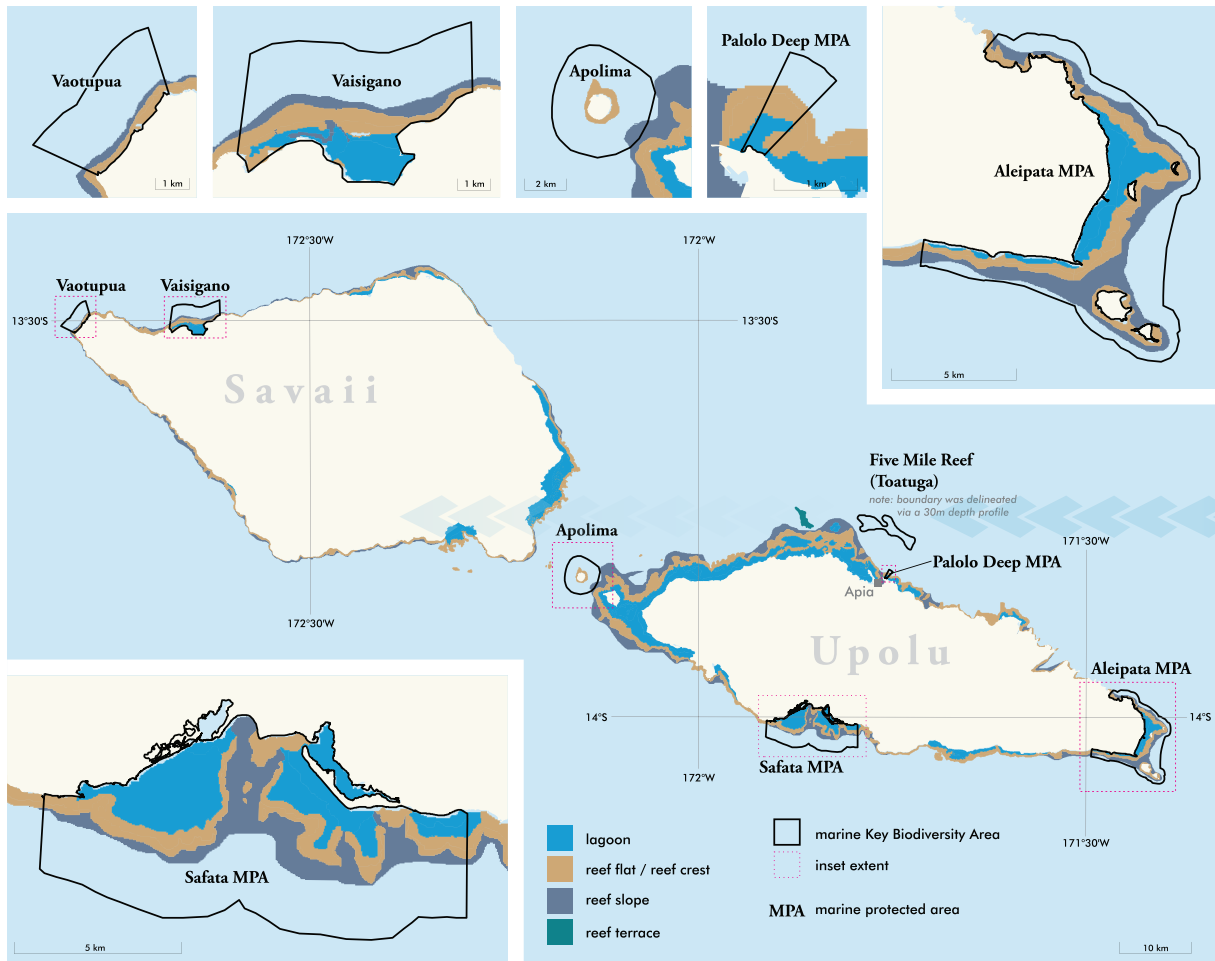 Vaotupua
1 km
Vaisigano
1 km
Apolima
2 km
Palolo Deep MPA
1 km
Aleipata MPA
5 km
172°30'W
172°W
Vaotupua
Vaisigano
13°30'S
13°30'S
Savaii
Five Mile Reef
(Toatuga)
note: boundary was delineated
via a 30m depth profile
Apolima
171°30'W
Palolo Deep MPA
Apia
172°30'W
Upolu
Aleipata MPA
14°S
14°S
Safata MPA
172°W
171°30'W
Safata MPA
5 km
lagoon
reef flat / reef crest
reef slope
reef terrace
marine Key Biodiversity Area
inset extent
MPA marine protected area
10 km